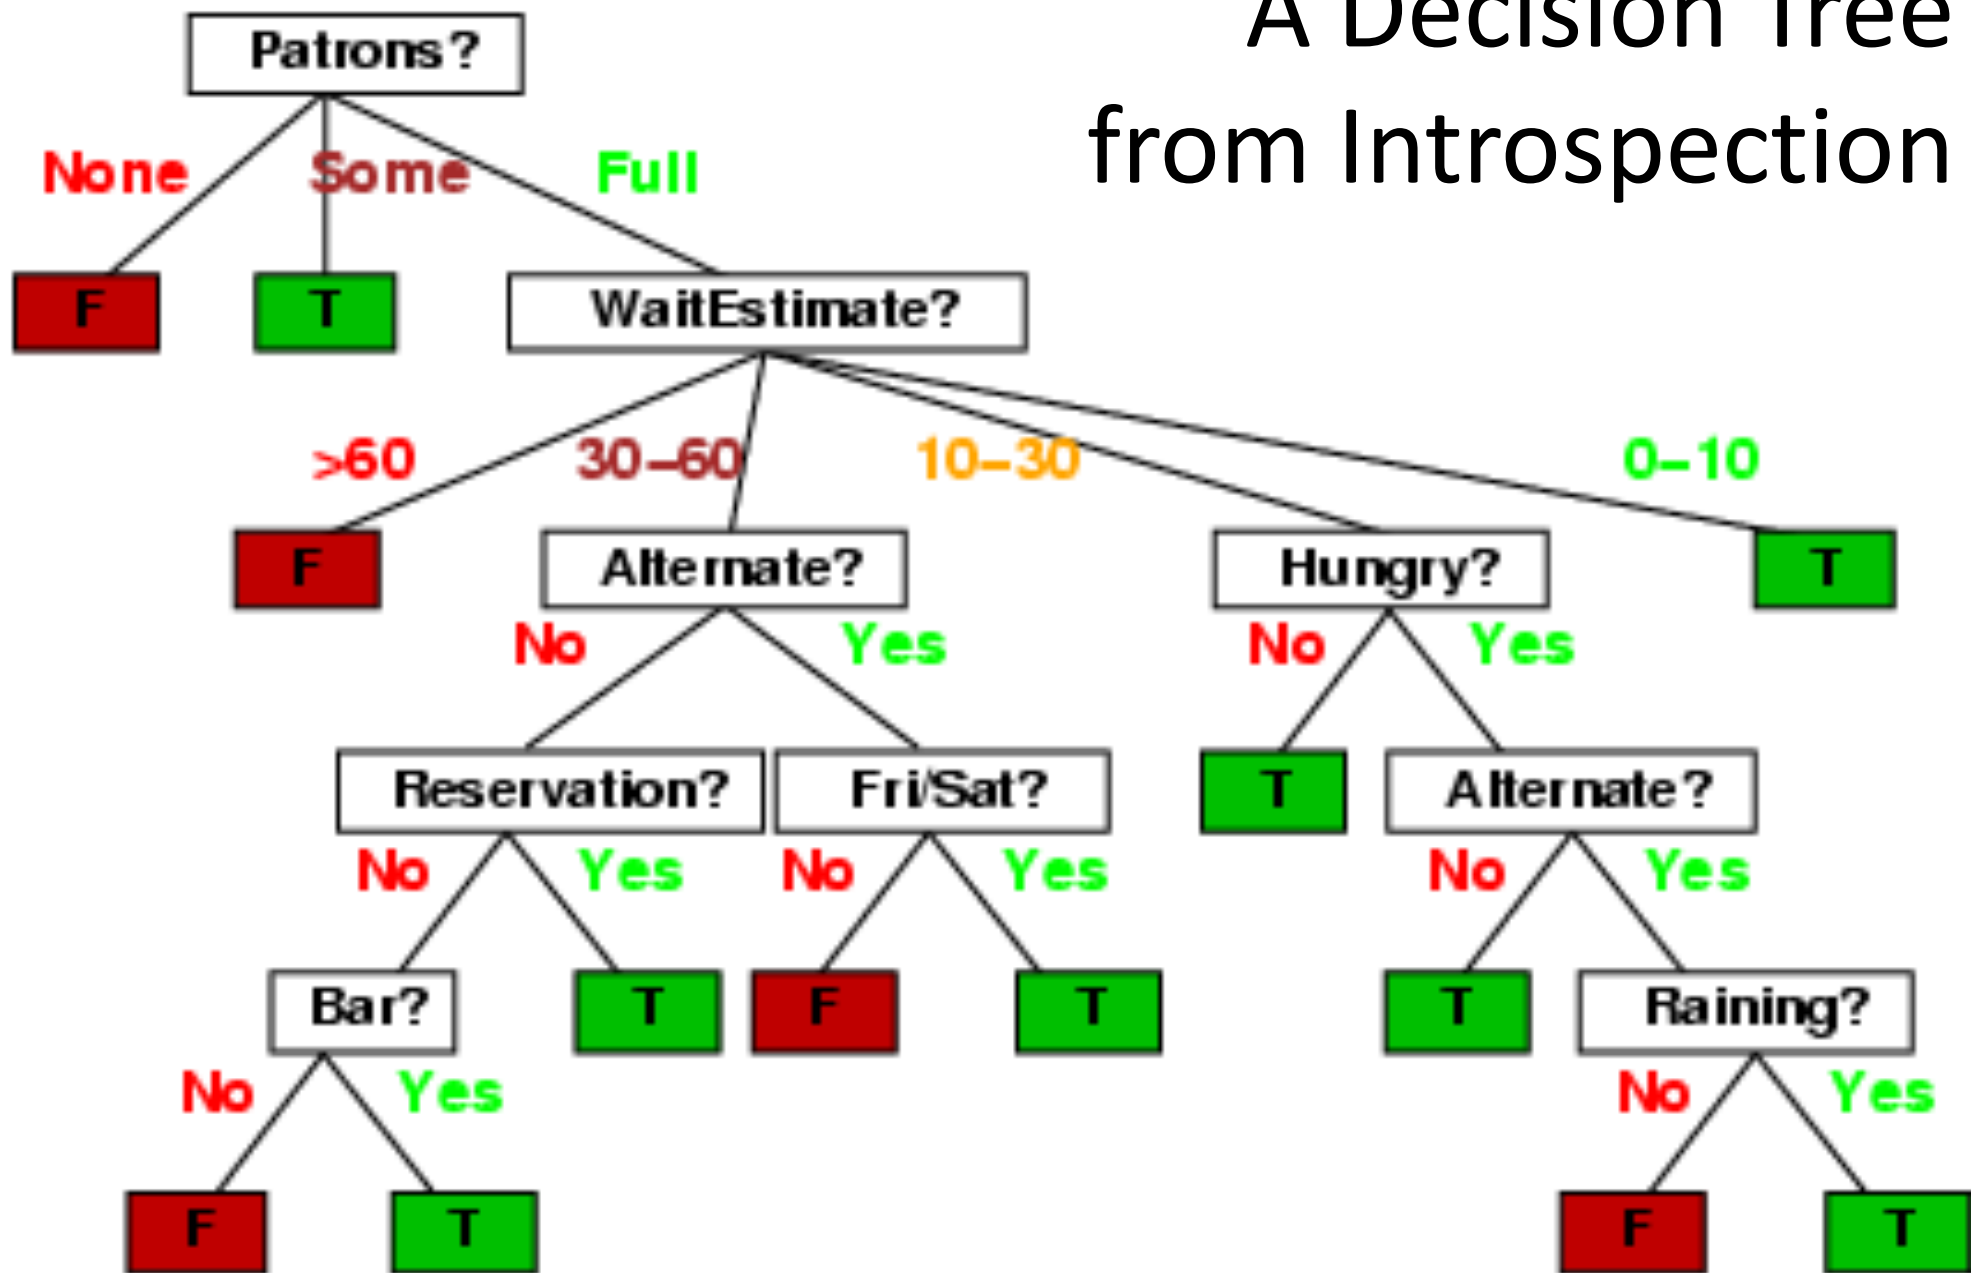 A Decision Tree
from Introspection
Patrons?
None Some Full
F T WaitEstimate?
>60 30–60 10–30 0–10
F Alternate? Hungry? T
No Yes No Yes
Reservation? Fri/Sat? T Alternate?
No Yes No Yes No Yes
Bar? T F T T Raining?
No Yes No Yes
F T F T